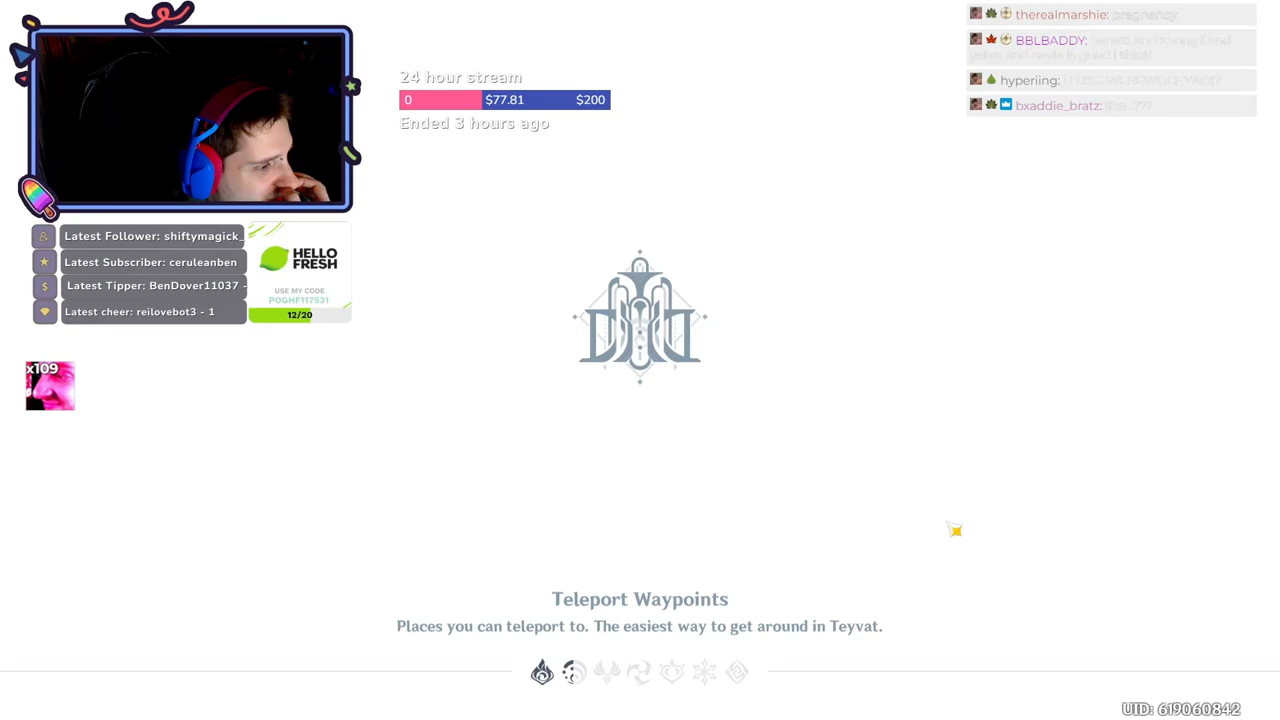 24 hour stream
0 $77.81 $200
Ended 3 hours ago
therealmarshie: pregnancy
BBLBADDY:
hyperiing:
bxaddie_bratz:
Latest Follower: shiftymagick_
Latest Subscriber: ceruleanben
Latest Tipper: BenDover11037 -
Latest cheer: reilovebot3 - 1
HELLO
FRESH
USE MY CODE
POGHF117531
12/20
x109
Teleport Waypoints
Places you can teleport to. The easiest way to get around in Teyvat.
UID: 619060842